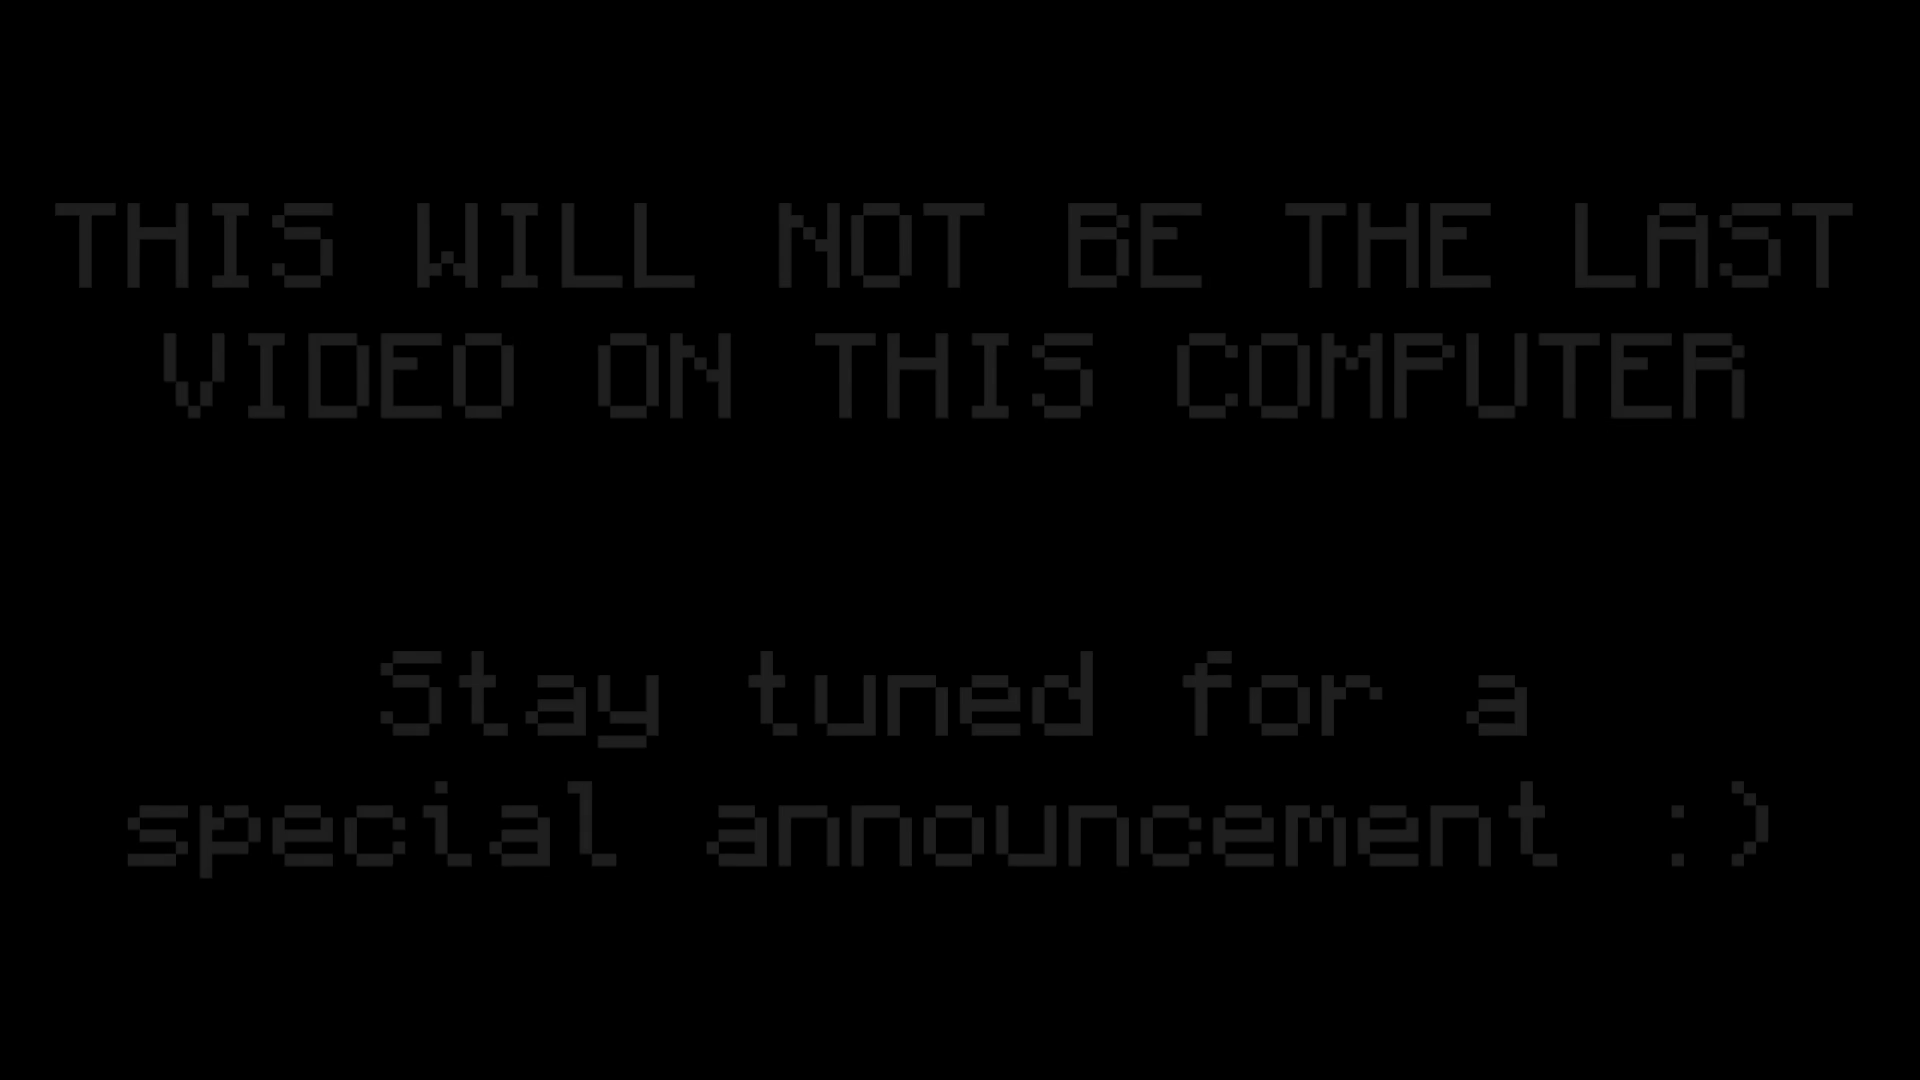 THIS WILL NOT BE THE LAST
VIDEO ON THIS COMPUTER
Stay tuned for a
special announcement :)